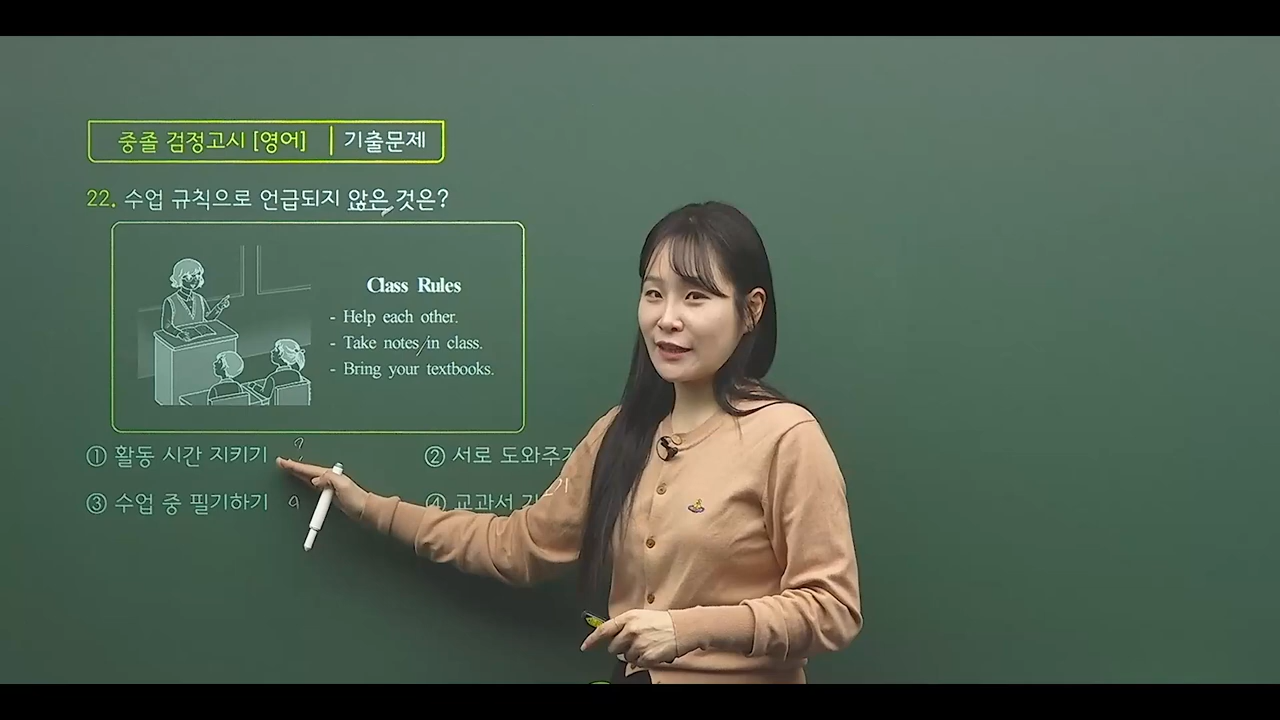 중졸 검정고시 [영어] 기출문제
22. 수업 규칙으로 언급되지 않은 것은?
Class Rules
- Help each other.
- Take notes in class.
- Bring your textbooks.
① 활동 시간 지키기 ② 서로 도와주기
③ 수업 중 필기하기 ④ 교과서